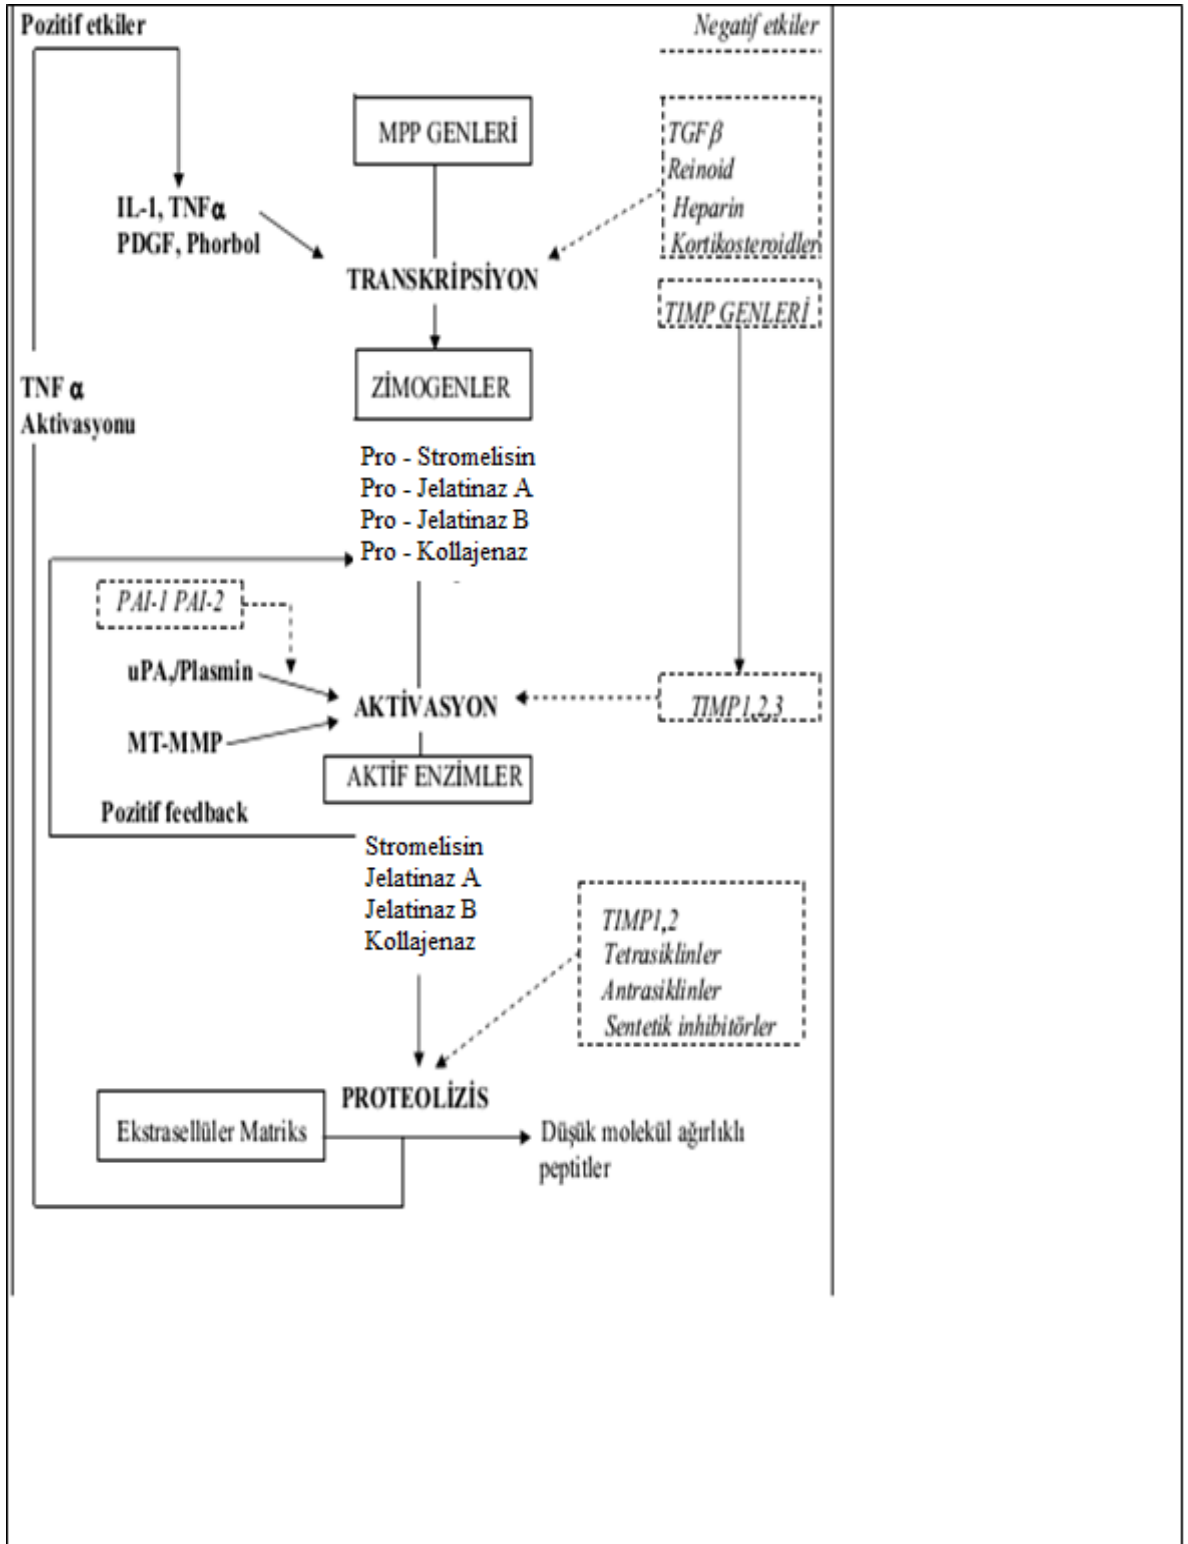 Pozitif etkiler
Negatif etkiler
MPP GENLERİ
TGFβ
Reinoid
Heparin
Kortikosteroidler
IL-1, TNFα
PDGF, Phorbol
TRANSKRİPSİYON
TIMP GENLERİ
ZİMOGENLER
TNF α
Aktivasyonu
Pro - Stromelisin
Pro - Jelatinaz A
Pro - Jelatinaz B
Pro - Kollajenaz
PAI-1 PAI-2
uPA,/Plasmin
AKTİVASYON
TIMP1,2,3
MT-MMP
AKTİF ENZİMLER
Pozitif feedback
Stromelisin
Jelatinaz A
Jelatinaz B
Kollajenaz
TIMP1,2
Tetrasiklinler
Antrasiklinler
Sentetik inhibitörler
PROTEOLİZİS
Ekstrasellüler Matriks
Düşük molekül ağırlıklı
peptitler